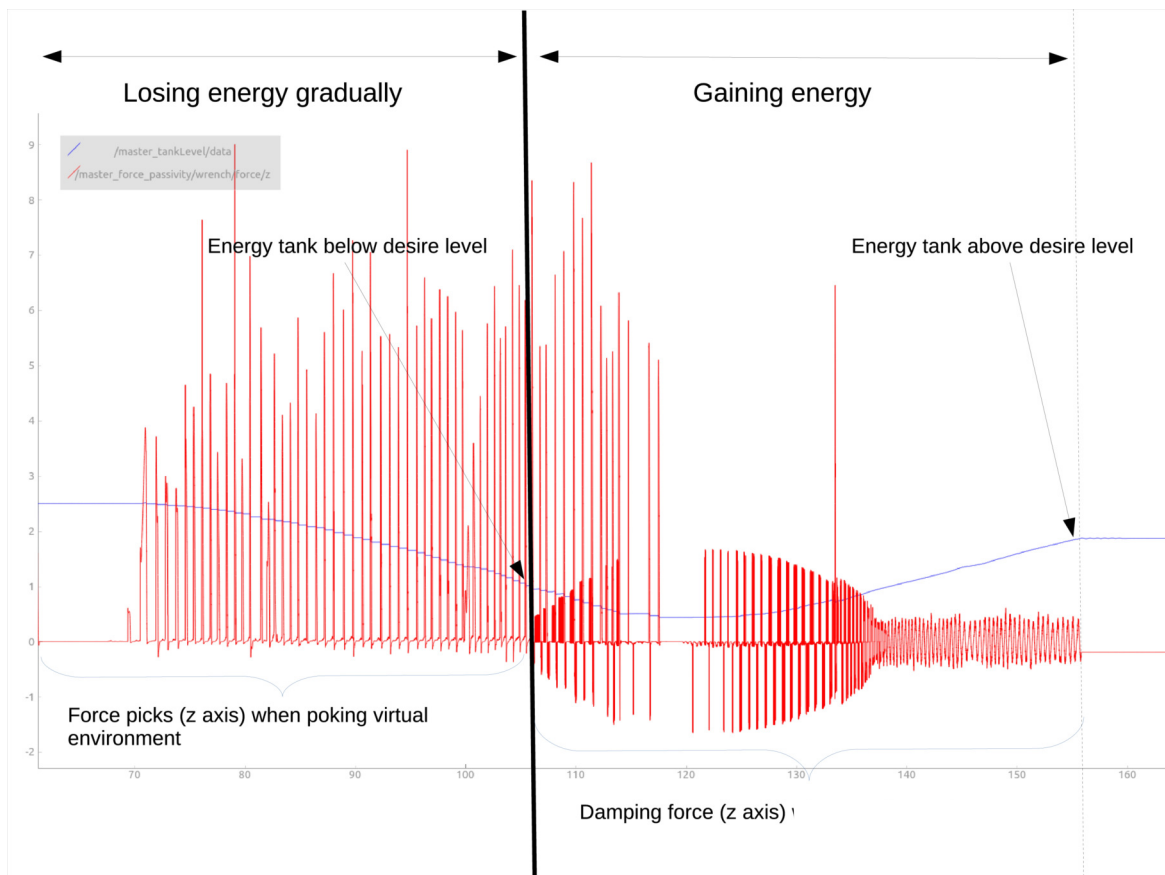 Losing energy gradually
Gaining energy
/master_tankLevel/data
/master_force_passivity/wrench/force/z
Energy tank below desire level
Energy tank above desire level
9
8
7
6
5
4
3
2
1
0
-1
-2
Force picks (z axis) when poking virtual
environment
70
80
90
100
110
120
130
140
150
160
Damping force (z axis)